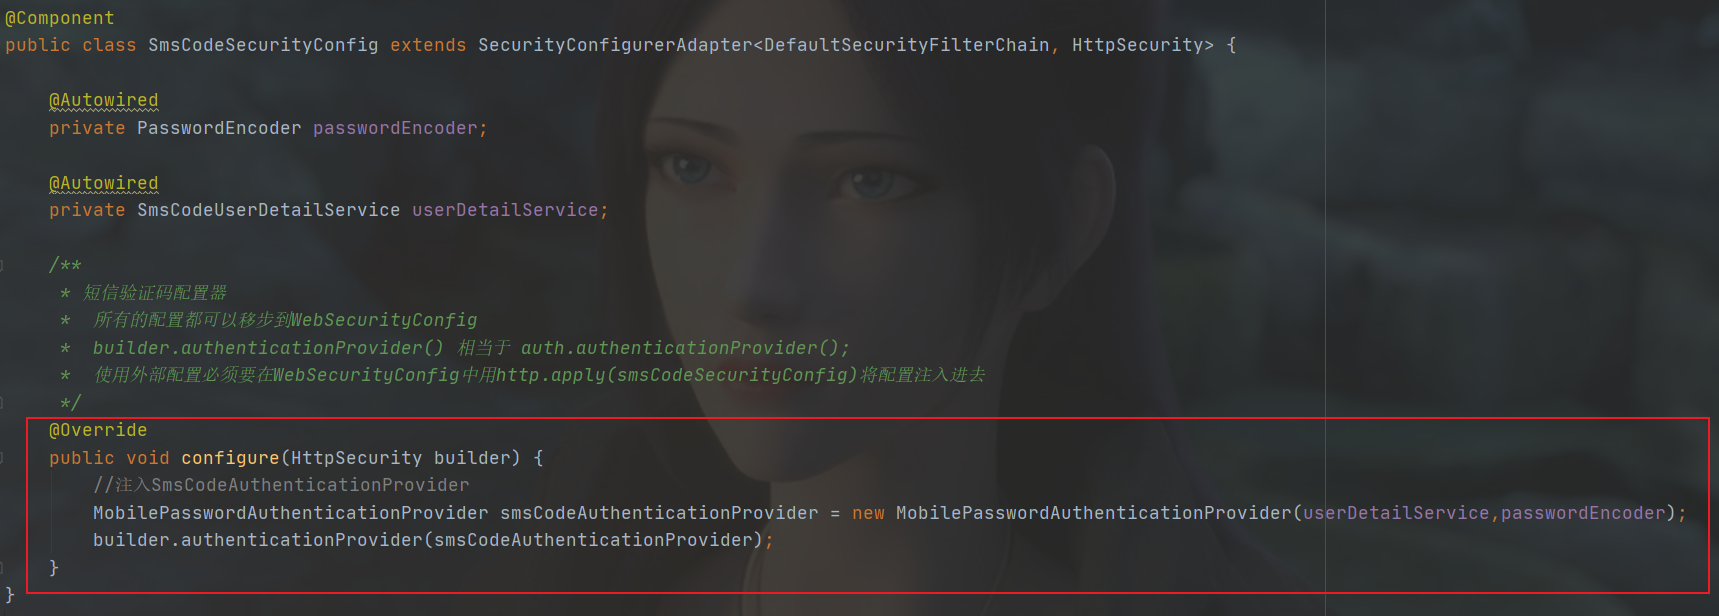 @Component
public class SmsCodeSecurityConfig extends SecurityConfigurerAdapter<DefaultSecurityFilterChain, HttpSecurity> {
@Autowired
private PasswordEncoder passwordEncoder;
@Autowired
private SmsCodeUserDetailService userDetailService;
/**
* 短信验证码配置器
* 所有的配置都可以移步到WebSecurityConfig
* builder.authenticationProvider() 相当于 auth.authenticationProvider();
* 使用外部配置必须要在WebSecurityConfig中用http.apply(smsCodeSecurityConfig)将配置注入进去
*/
@Override
public void configure(HttpSecurity builder) {
//注入SmsCodeAuthenticationProvider
MobilePasswordAuthenticationProvider smsCodeAuthenticationProvider = new MobilePasswordAuthenticationProvider(userDetailService,passwordEncoder);
builder.authenticationProvider(smsCodeAuthenticationProvider);
}
}